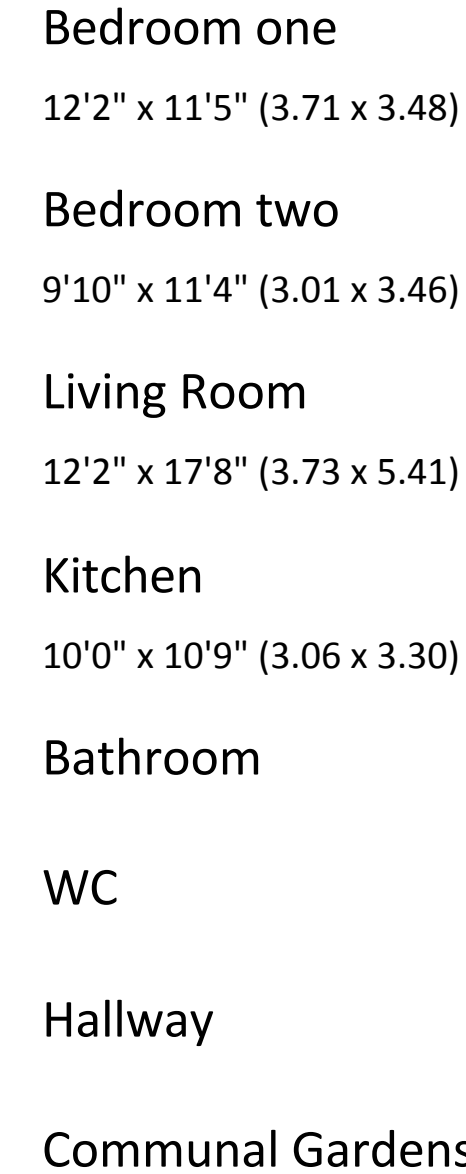 Bedroom one
12'2" x 11'5" (3.71 x 3.48)
Bedroom two
9'10" x 11'4" (3.01 x 3.46)
Living Room
12'2" x 17'8" (3.73 x 5.41)
Kitchen
10'0" x 10'9" (3.06 x 3.30)
Bathroom
WC
Hallway
Communal Gardens